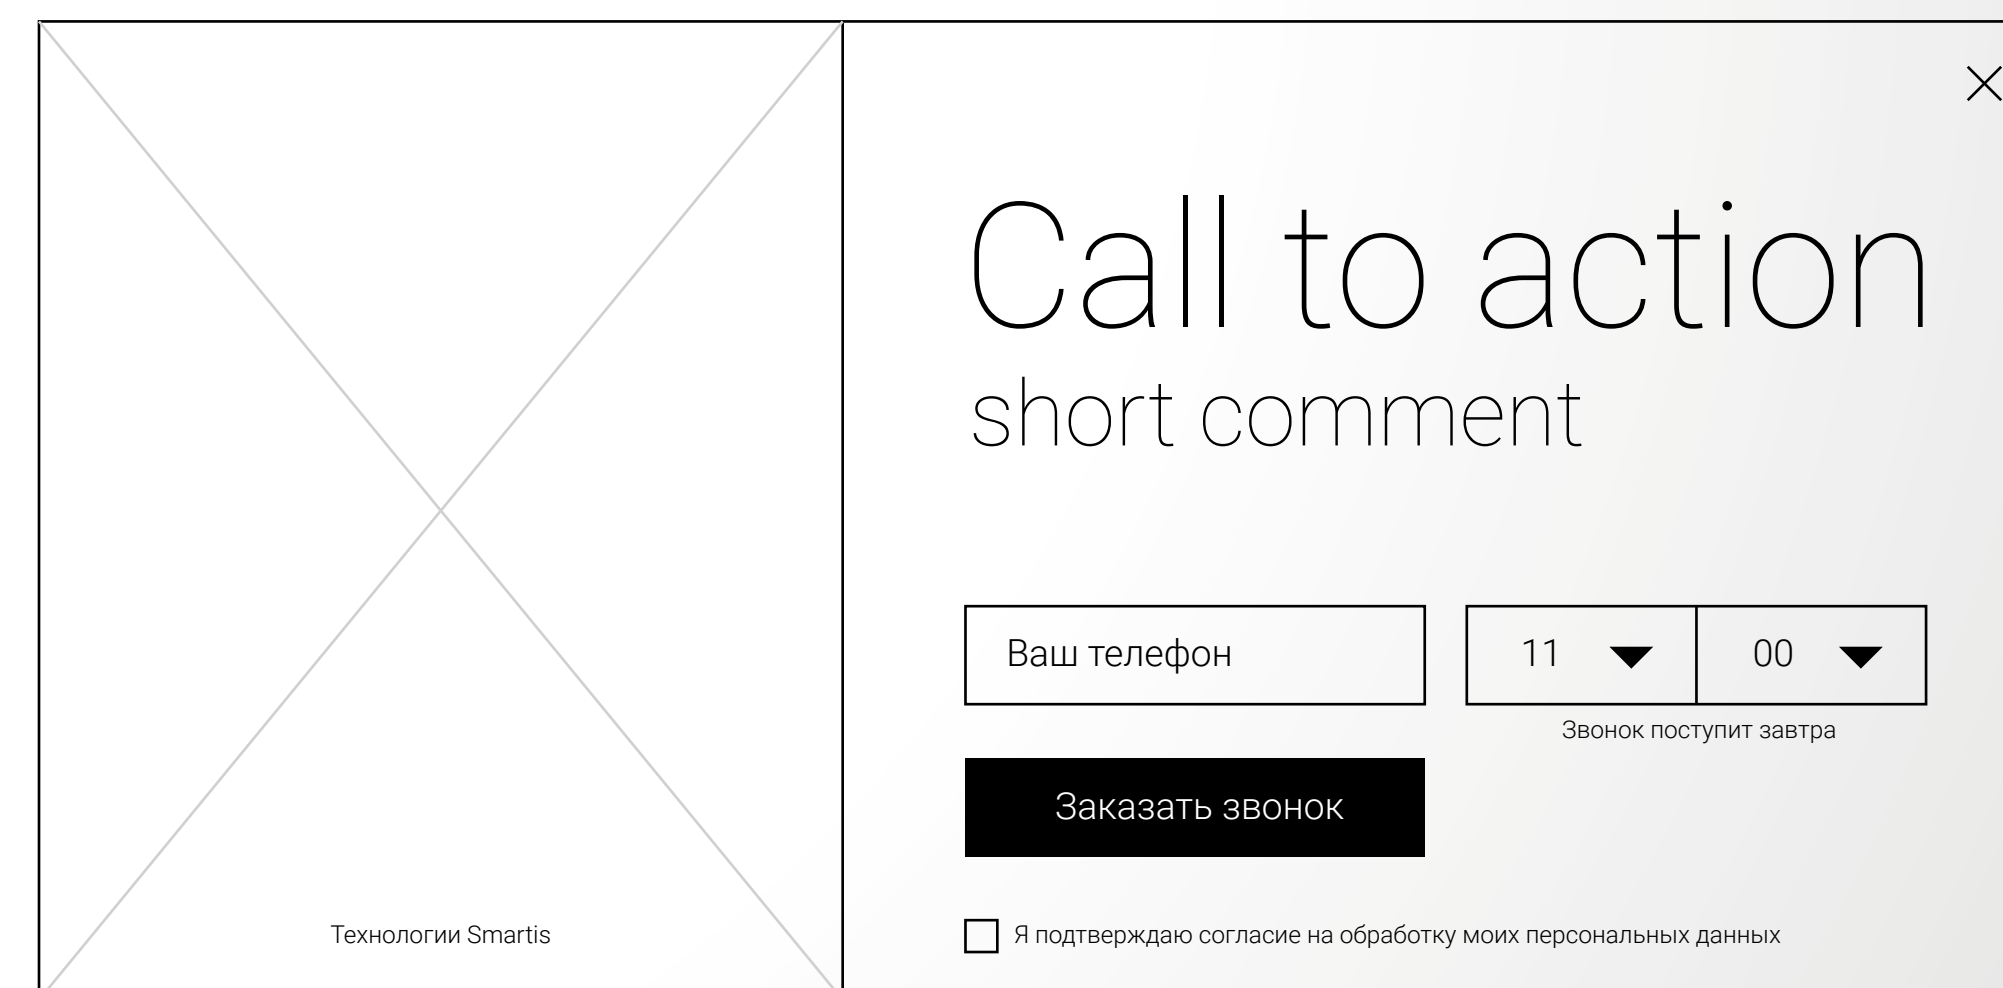 Call to action
short comment
Ваш телефон
11
00
Звонок поступит завтра
Заказать звонок
Технологии Smartis
Я подтверждаю согласие на обработку моих персональных данных